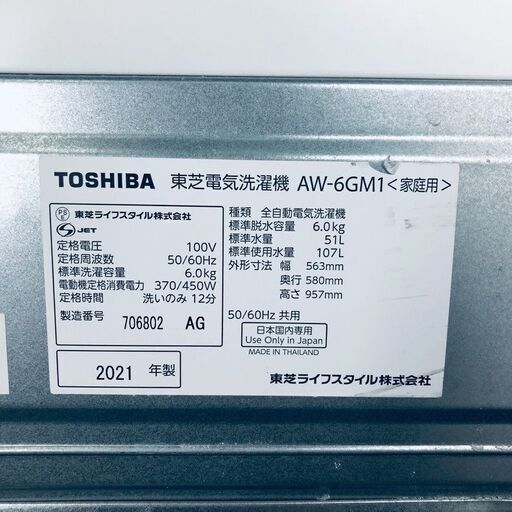 TOSHIBA 東芝電気洗濯機 AW-6GM1<家庭用>
PS
E
東芝ライフスタイル株式会社
JET
定格電圧 100V
定格周波数 50/60Hz
標準洗濯容量 6.0kg
電動機定格消費電力 370/450W
定格時間 洗いのみ 12分
製造番号 706802 AG
2021 年製
種類 全自動電気洗濯機
標準脱水容量 6.0kg
標準水量 51L
標準使用水量 107L
外形寸法 幅 563mm
奥行 580mm
高さ 957mm
50/60Hz 共用
日本国内専用
Use Only in Japan
MADE IN THAILAND
東芝ライフスタイル株式会社